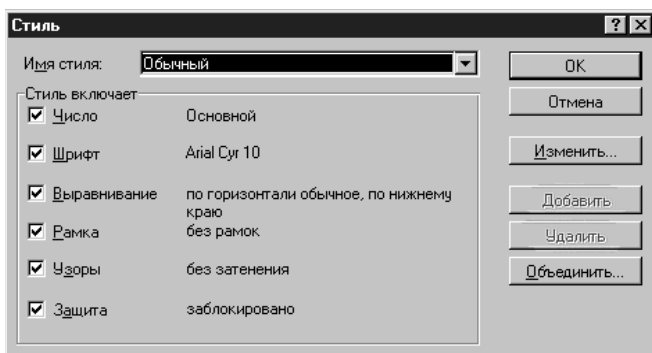 Стиль
Имя стиля: Обычный
OK
Отмена
Стиль включает
Число Основной
Шрифт Arial Cyr 10
Изменить...
Выравнивание по горизонтали обычное, по нижнему
краю
Добавить
Рамка без рамок
Удалить
Узоры без затенения
Объединить...
Защита заблокировано